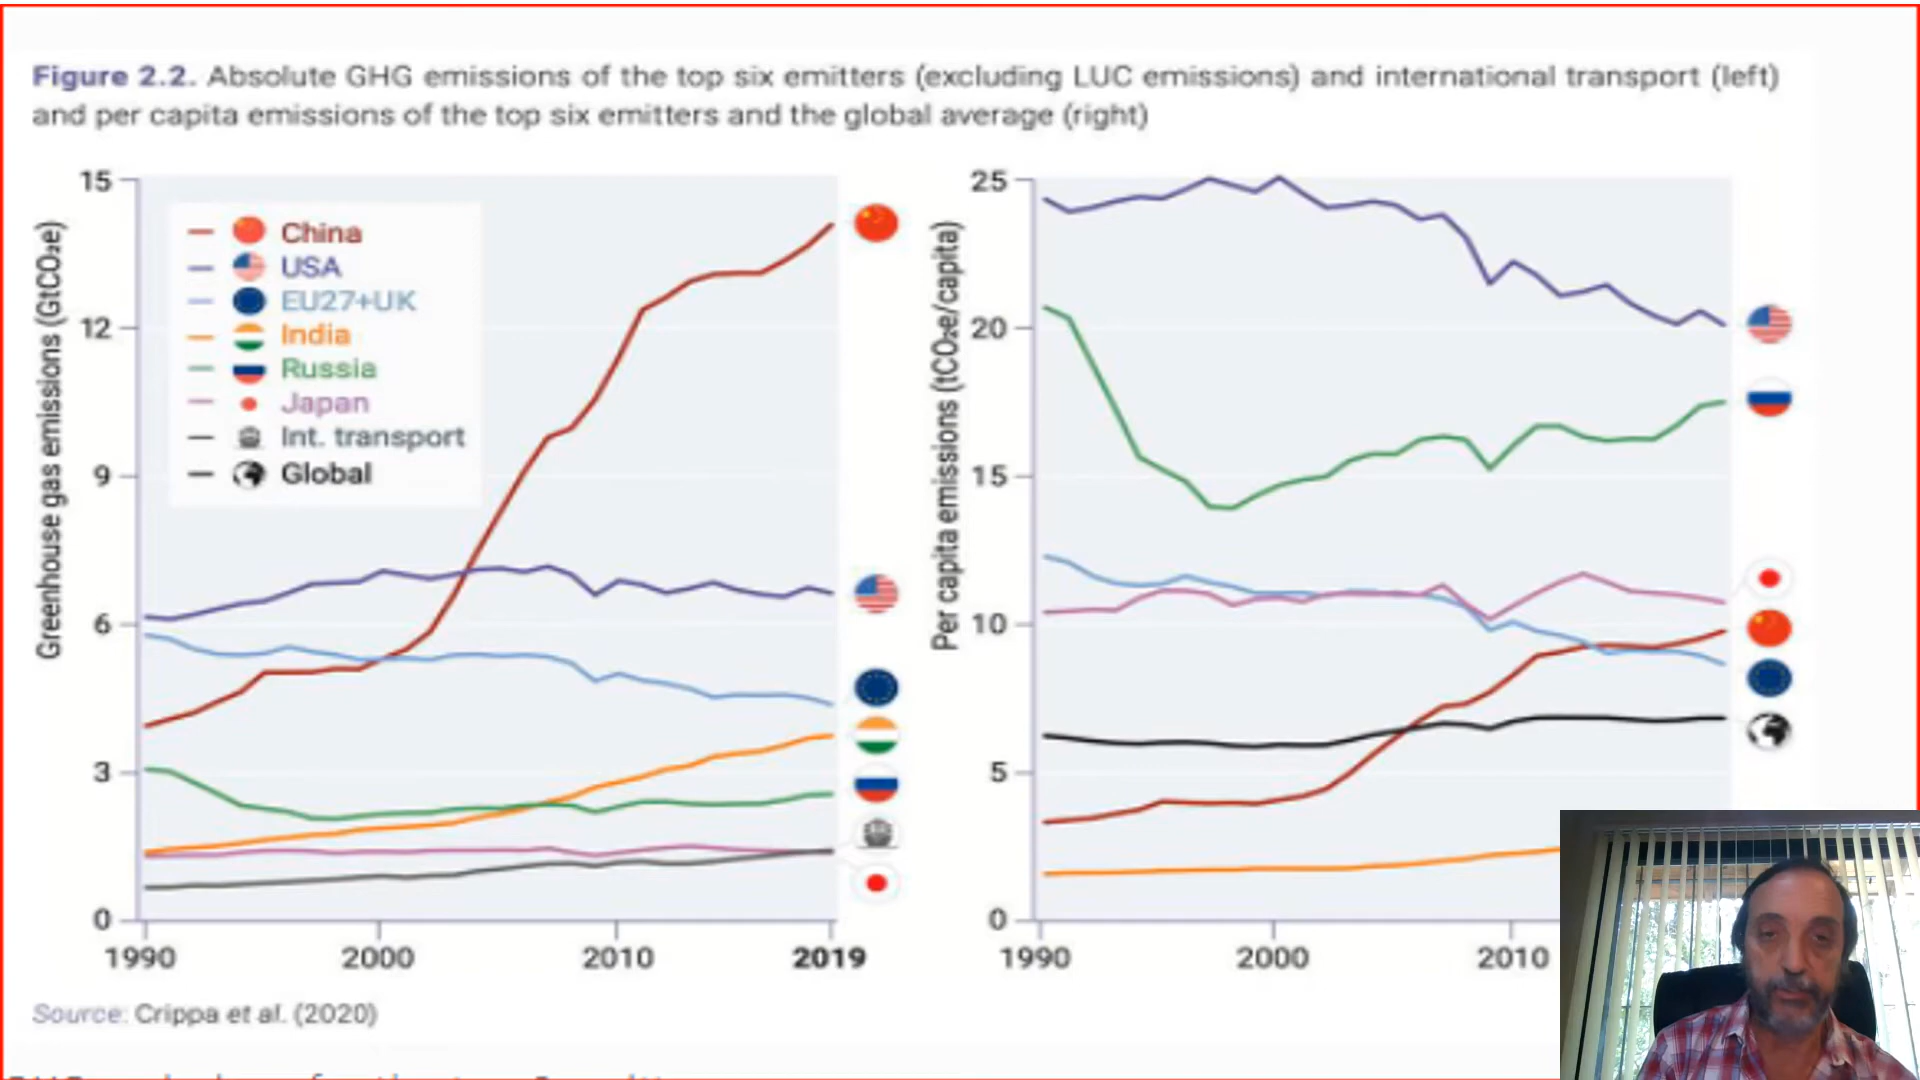 Figure 2.2. Absolute GHG emissions of the top six emitters (excluding LUC emissions) and international transport (left)
and per capita emissions of the top six emitters and the global average (right)
Greenhouse gas emissions (GtCO₂e)
15
12
9
6
3
0
China
USA
EU27+UK
India
Russia
Japan
Int. transport
Global
1990
2000
2010
2019
Per capita emissions (tCO₂e/capita)
25
20
15
10
5
0
1990
2000
2010
Source: Crippa et al. (2020)